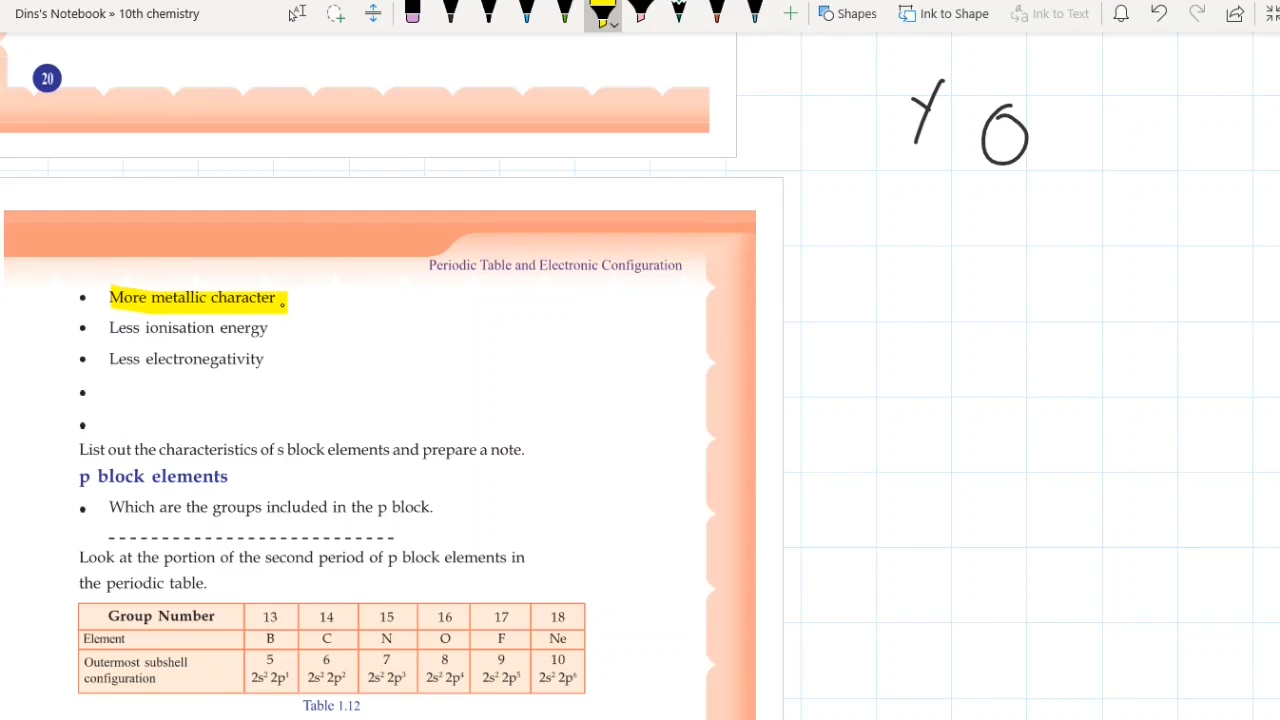 Dins's Notebook » 10th chemistry
Shapes
Ink to Shape
Ink to Text
20
Y O
Periodic Table and Electronic Configuration
• More metallic character
• Less ionisation energy
• Less electronegativity
•
•
List out the characteristics of s block elements and prepare a note.
p block elements
• Which are the groups included in the p block.
---------------------------
Look at the portion of the second period of p block elements in
the periodic table.
Group Number 13 14 15 16 17 18
Element B C N O F Ne
Outermost subshell 5 6 7 8 9 10
configuration 2s² 2p¹ 2s² 2p² 2s² 2p³ 2s² 2p⁴ 2s² 2p⁵ 2s² 2p⁶
Table 1.12